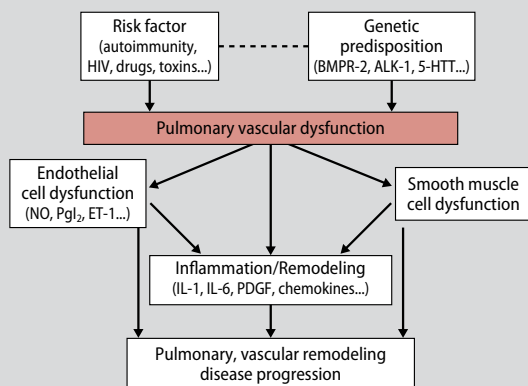 Risk factor
(autoimmunity,
HIV, drugs, toxins...)
Genetic
predisposition
(BMPR-2, ALK-1, 5-HTT...)
Pulmonary vascular dysfunction
Endothelial
cell dysfunction
(NO, PgI₂, ET-1...)
Smooth muscle
cell dysfunction
Inflammation/Remodeling
(IL-1, IL-6, PDGF, chemokines...)
Pulmonary, vascular remodeling
disease progression